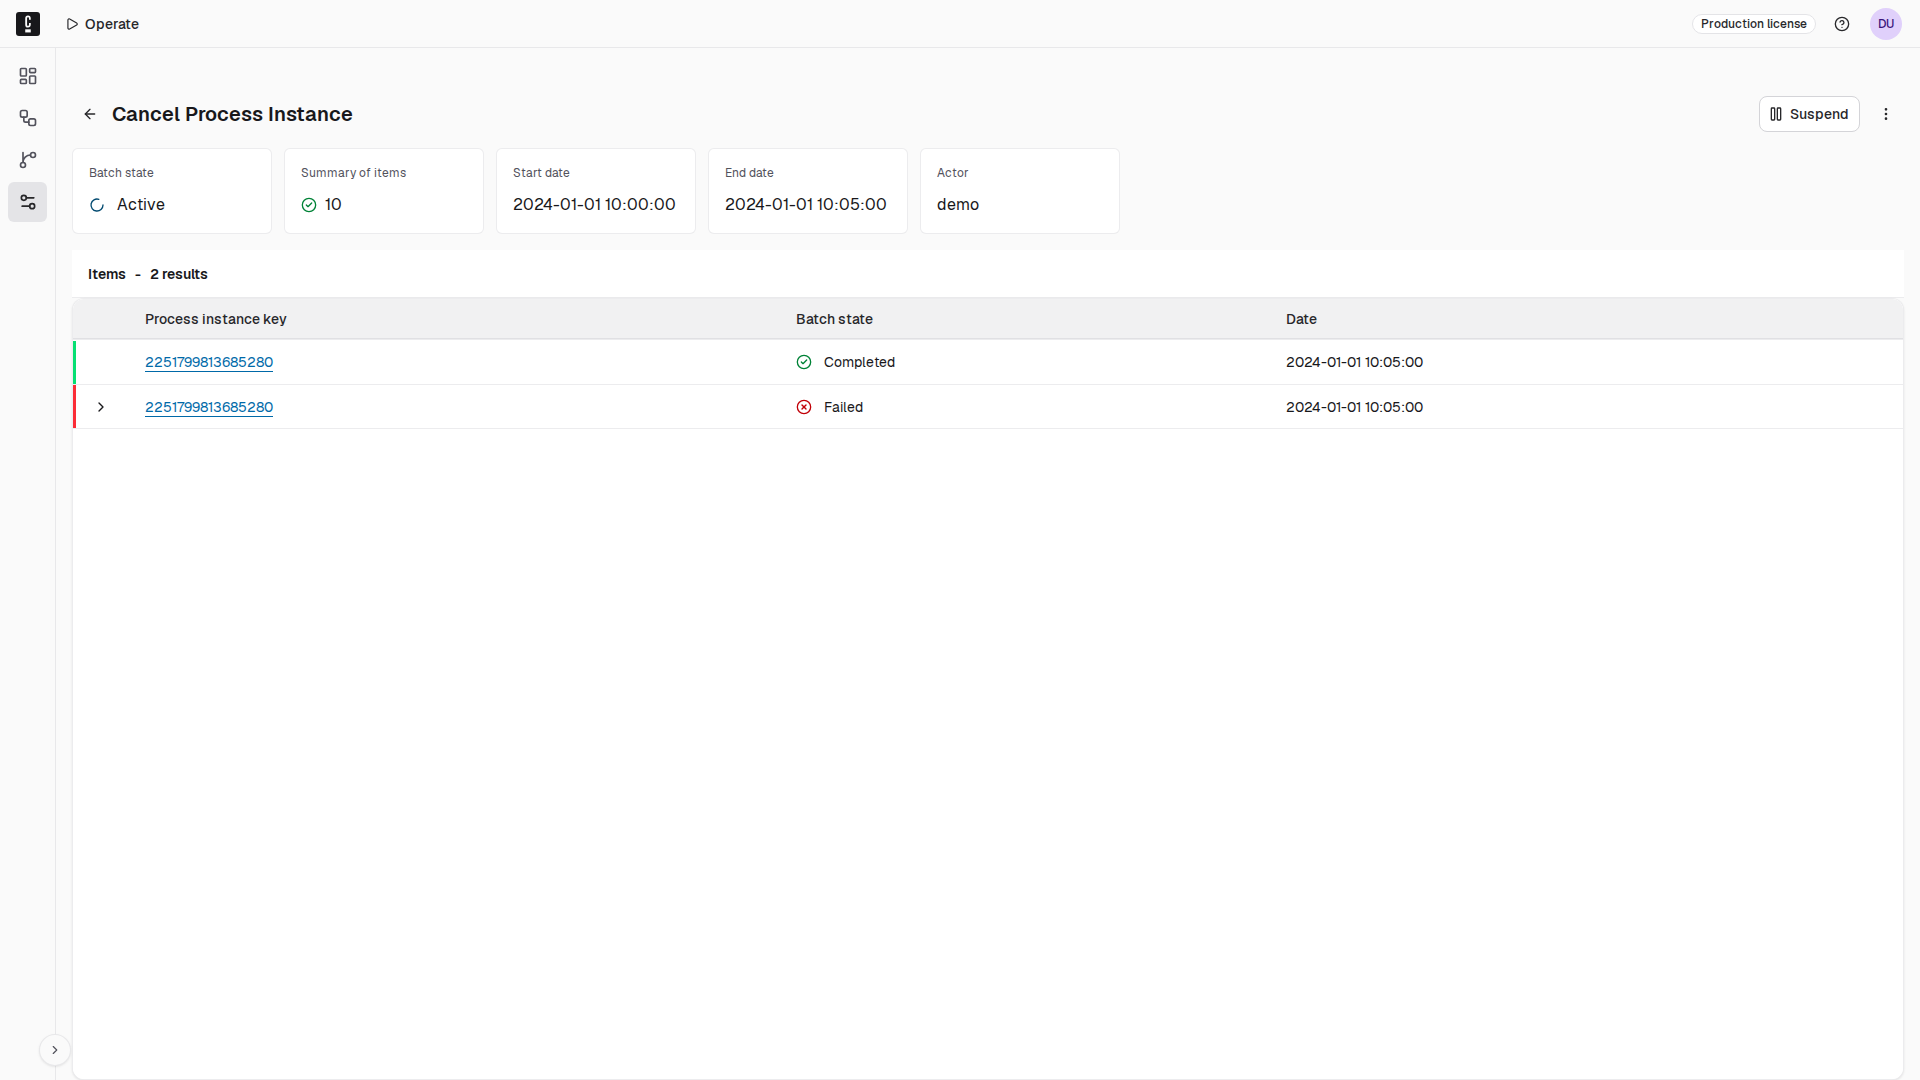 Operate
Production license
DU
Cancel Process Instance
Suspend
Batch state
Active
Summary of items
10
Start date
2024-01-01 10:00:00
End date
2024-01-01 10:05:00
Actor
demo
Items - 2 results
Process instance key Batch state Date
2251799813685280 Completed 2024-01-01 10:05:00
2251799813685280 Failed 2024-01-01 10:05:00